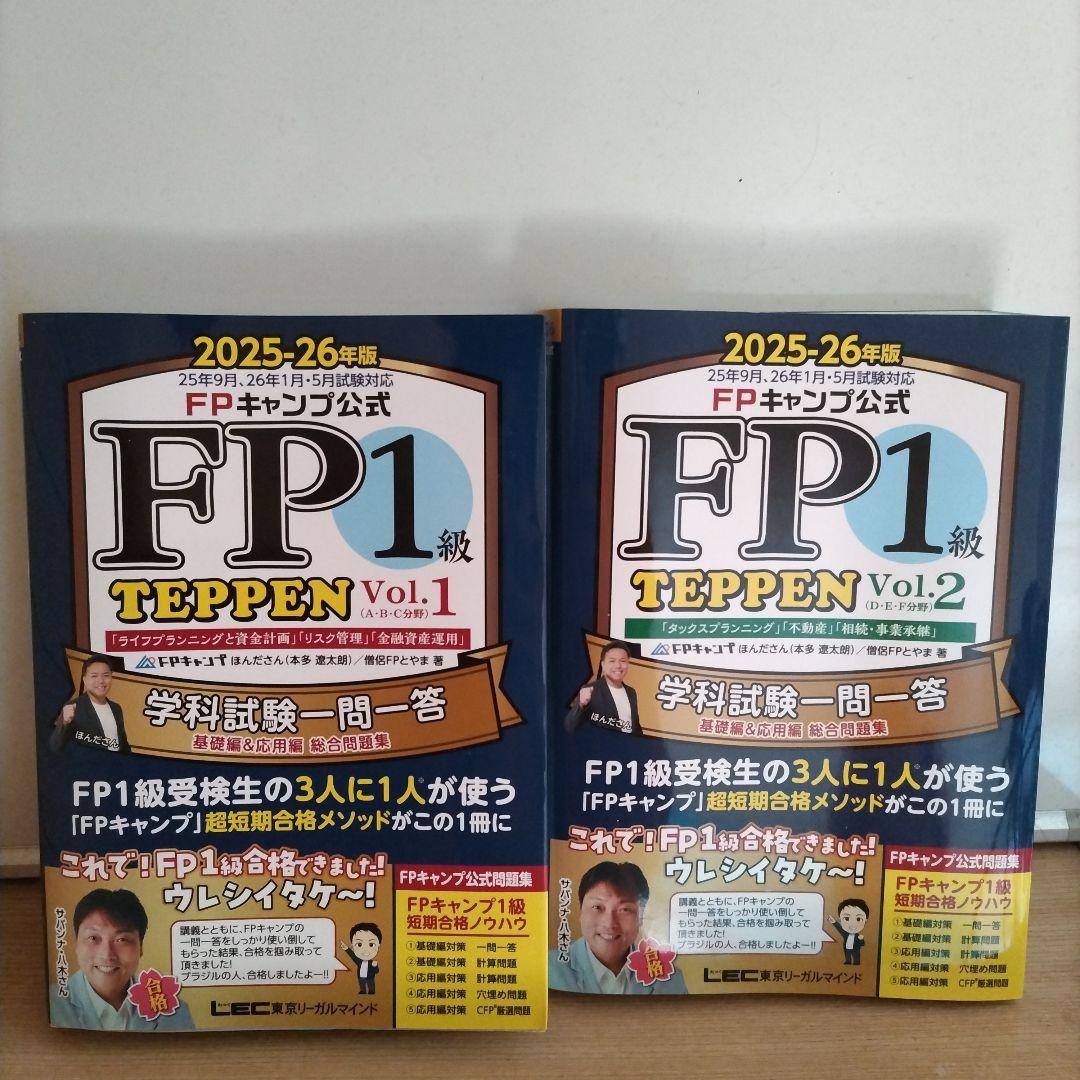 2025-26年版
25年9月、26年1月・5月試験対応
FPキャンプ公式
FP1級
TEPPEN Vol.1
(A・B・C分野)
「ライフプランニングと資金計画」「リスク管理」「金融資産運用」
FPキャンプ ほんださん(本多 遼太朗)/僧侶FPとやま 著
ほんださん
学科試験一問一答
基礎編&応用編 総合問題集
FP1級受検生の3人に1人※が使う
「FPキャンプ」超短期合格メソッドがこの1冊に
これで!FP1級合格できました!
ウレシイタケ〜!
サバンナ・八木さん
講義とともに、FPキャンプの
一問一答をしっかり使い倒して
もらった結果、合格を掴み取って
頂きました!
ブラジルの人、合格しましたよー!!
合格
LEC東京リーガルマインド
FPキャンプ公式問題集
FPキャンプ1級
短期合格ノウハウ
①基礎編対策 一問一答
②基礎編対策 計算問題
③応用編対策 計算問題
④応用編対策 穴埋め問題
⑤応用編対策 CFP®厳選問題
2025-26年版
25年9月、26年1月・5月試験対応
FPキャンプ公式
FP1級
TEPPEN Vol.2
(D・E・F分野)
「タックスプランニング」「不動産」「相続・事業承継」
FPキャンプ ほんださん(本多 遼太朗)/僧侶FPとやま 著
ほんださん
学科試験一問一答
基礎編&応用編 総合問題集
FP1級受検生の3人に1人※が使う
「FPキャンプ」超短期合格メソッドがこの1冊に
これで!FP1級合格できました!
ウレシイタケ〜!
サバンナ・八木さん
講義とともに、FPキャンプの
一問一答をしっかり使い倒して
もらった結果、合格を掴み取って
頂きました!
ブラジルの人、合格しましたよー!!
合格
LEC東京リーガルマインド
FPキャンプ公式問題集
FPキャンプ1級
短期合格ノウハウ
①基礎編対策 一問一答
②基礎編対策 計算問題
③応用編対策 計算問題
④応用編対策 穴埋め問題
⑤応用編対策 CFP®厳選問題